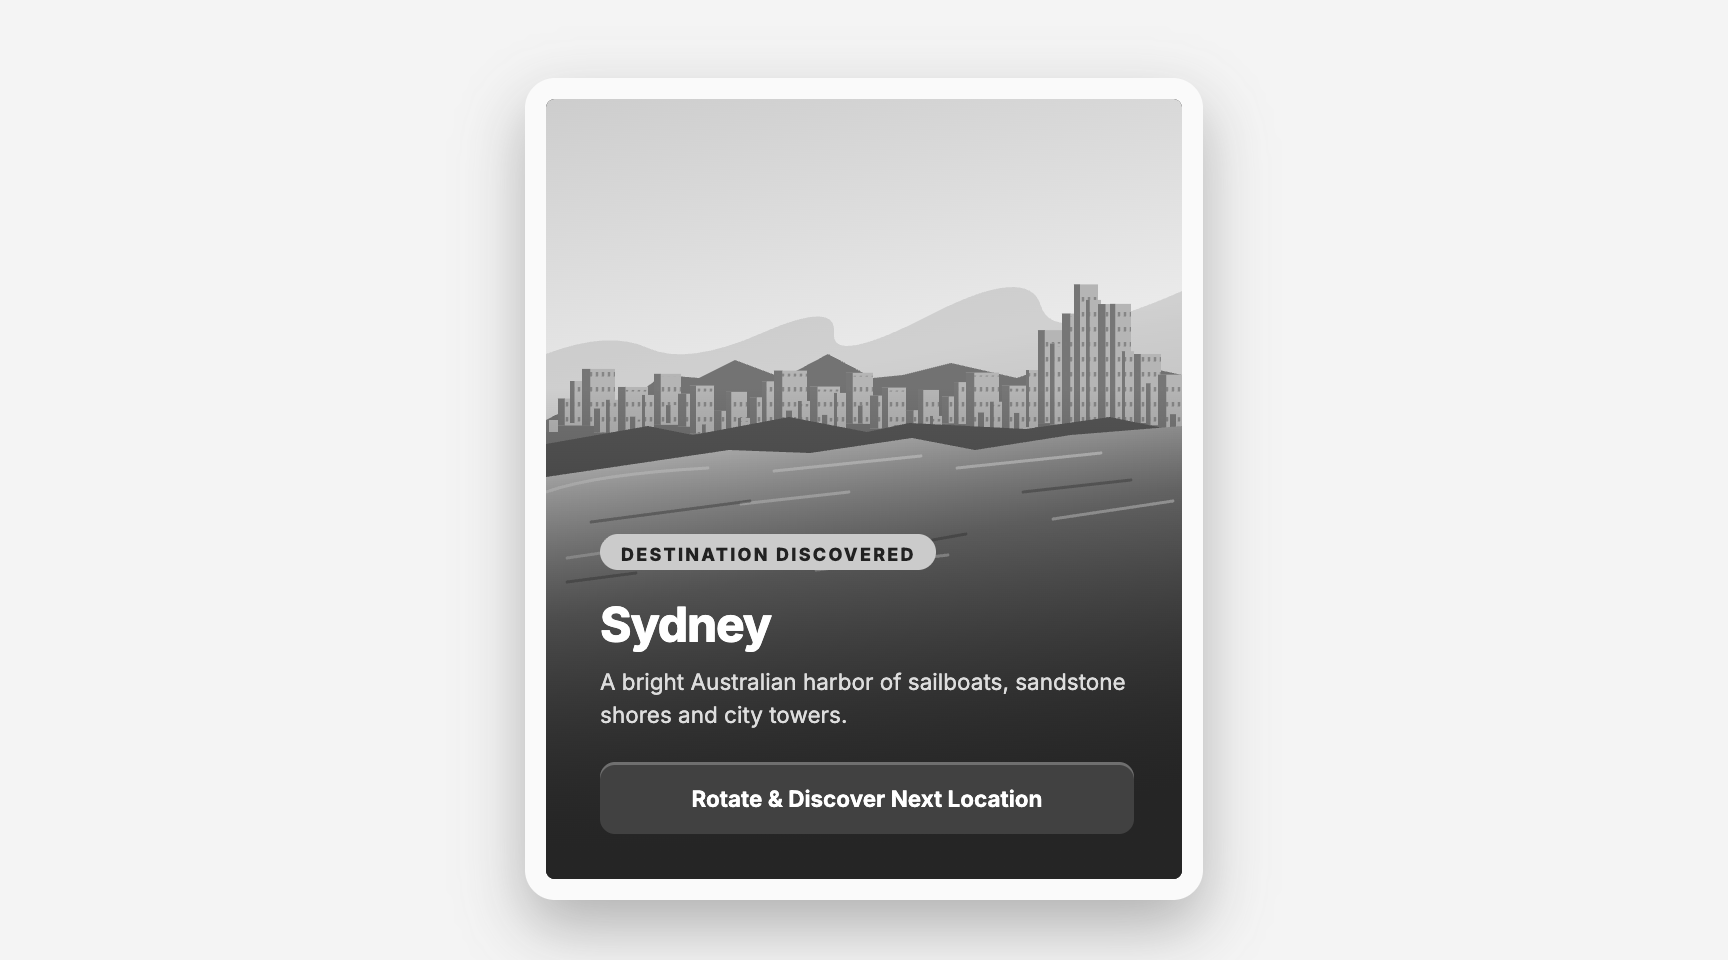 DESTINATION DISCOVERED
Sydney
A bright Australian harbor of sailboats, sandstone
shores and city towers.
Rotate & Discover Next Location